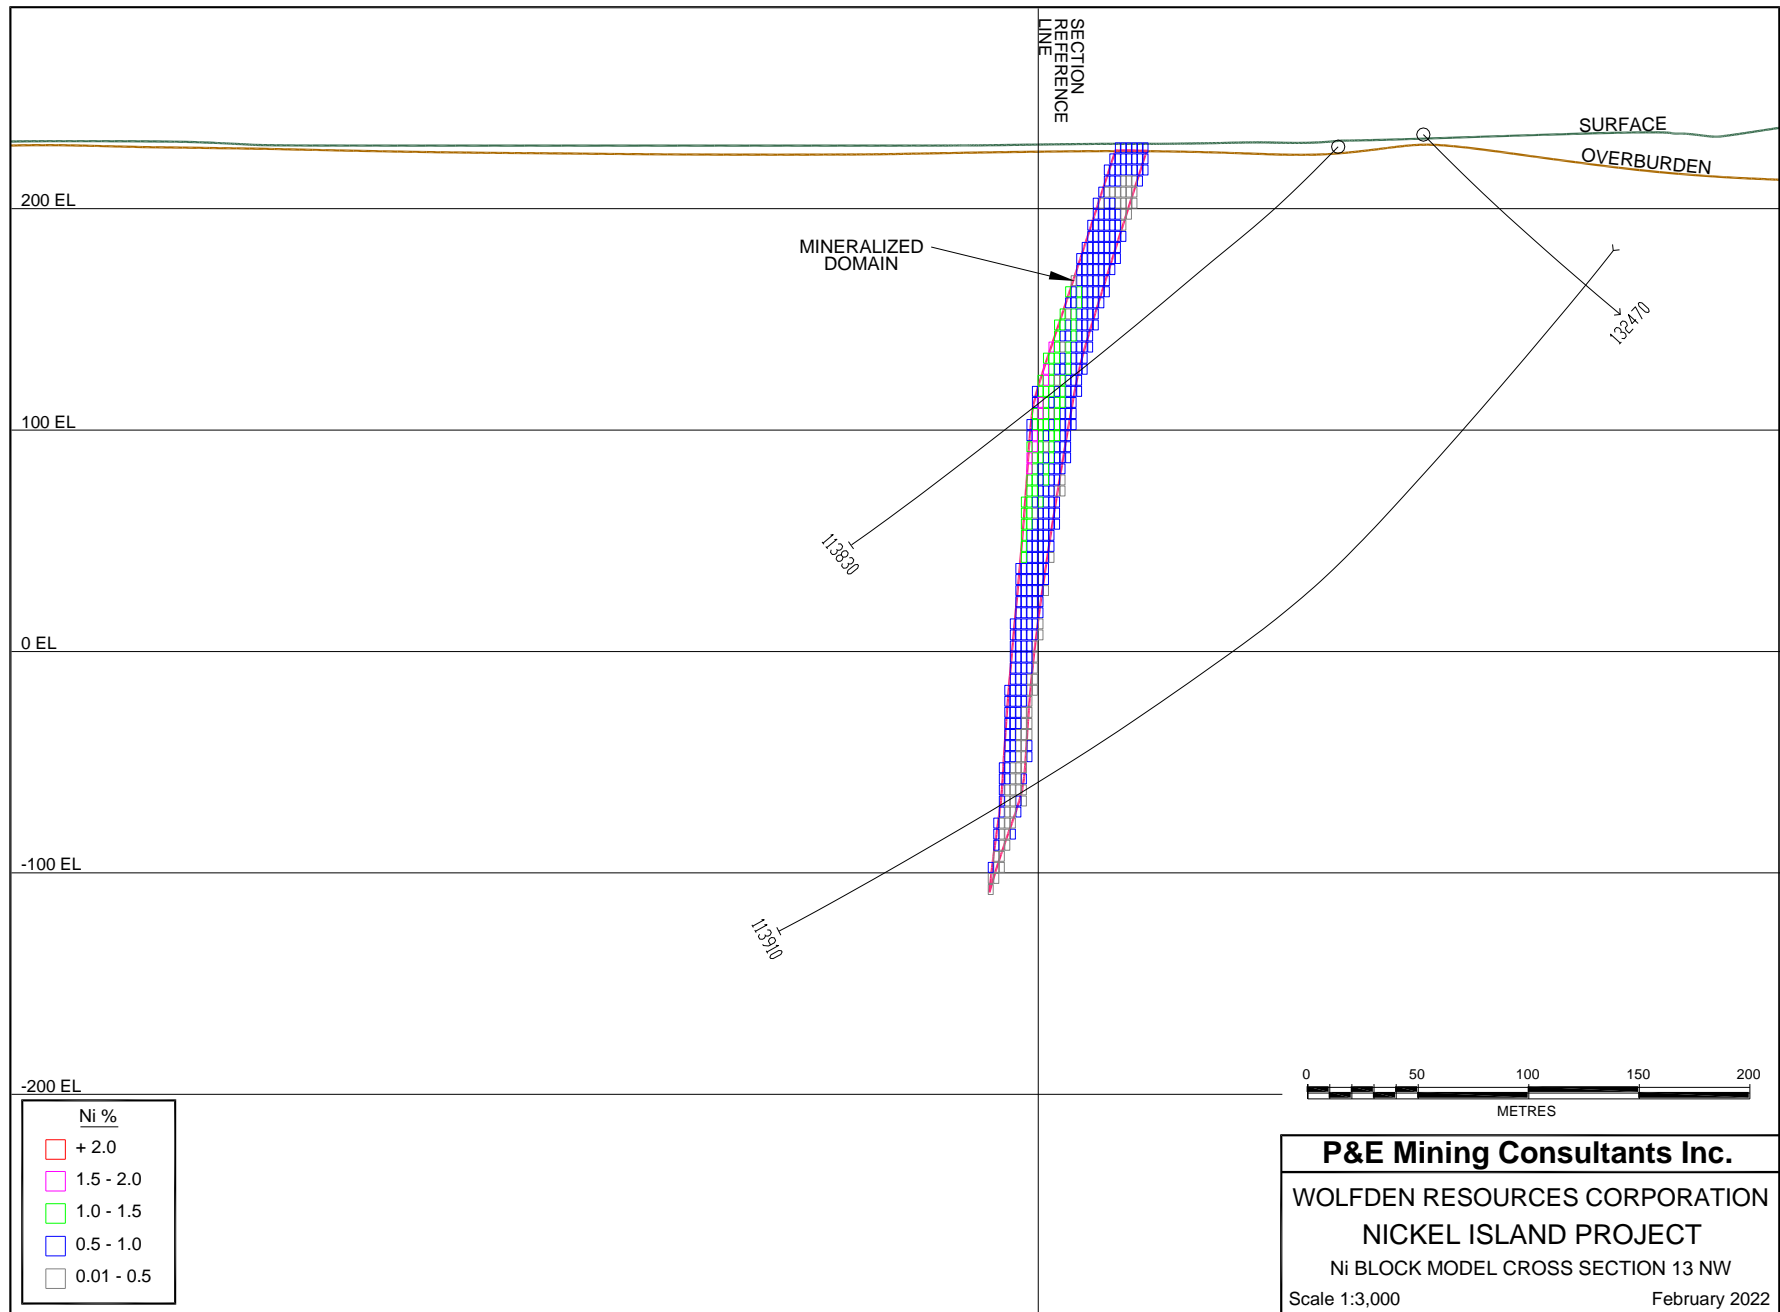 SECTION
REFERENCE
LINE
SURFACE
OVERBURDEN
200 EL
MINERALIZED
DOMAIN
132470
100 EL
113830
0 EL
-100 EL
113910
-200 EL
0 50 100 150 200
METRES
Ni %
+ 2.0
1.5 - 2.0
1.0 - 1.5
0.5 - 1.0
0.01 - 0.5
P&E Mining Consultants Inc.
WOLFDEN RESOURCES CORPORATION
NICKEL ISLAND PROJECT
Ni BLOCK MODEL CROSS SECTION 13 NW
Scale 1:3,000 February 2022